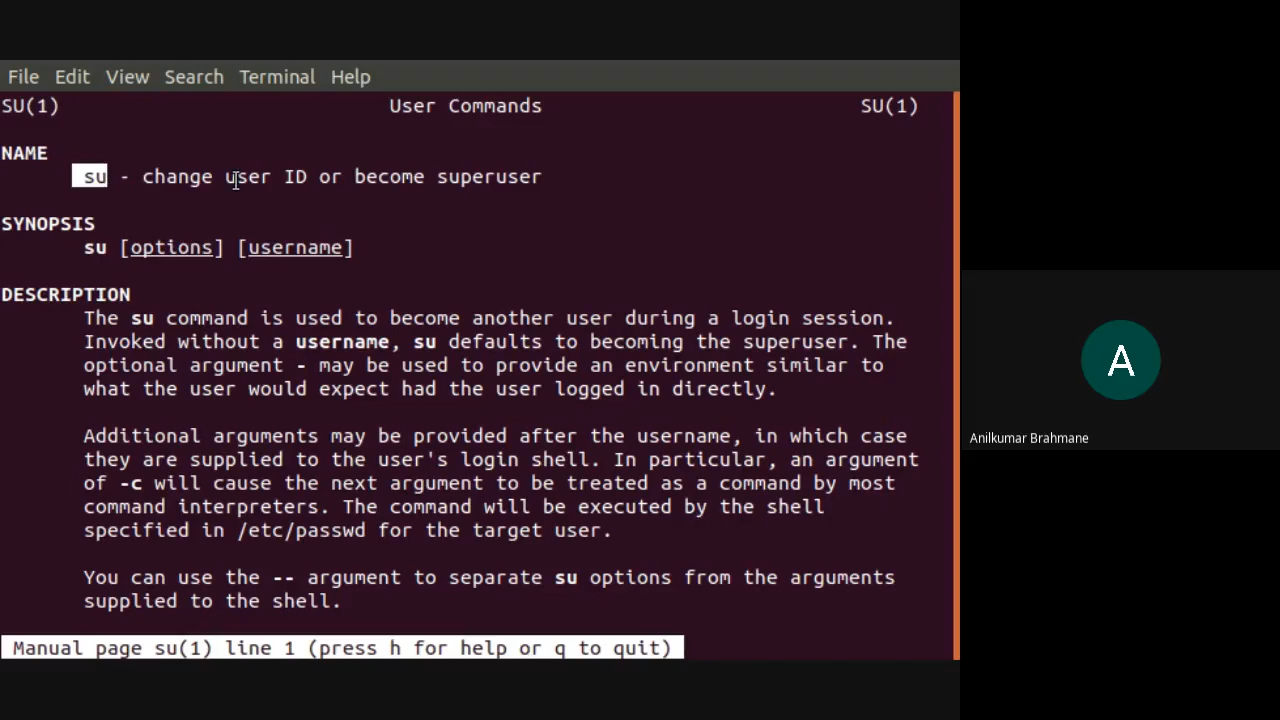 File Edit View Search Terminal Help
SU(1) User Commands SU(1)
NAME
su - change user ID or become superuser
SYNOPSIS
su [options] [username]
DESCRIPTION
The su command is used to become another user during a login session.
Invoked without a username, su defaults to becoming the superuser. The
optional argument - may be used to provide an environment similar to
what the user would expect had the user logged in directly.
Additional arguments may be provided after the username, in which case
they are supplied to the user's login shell. In particular, an argument
of -c will cause the next argument to be treated as a command by most
command interpreters. The command will be executed by the shell
specified in /etc/passwd for the target user.
You can use the -- argument to separate su options from the arguments
supplied to the shell.
Manual page su(1) line 1 (press h for help or q to quit)
A
Anilkumar Brahmane